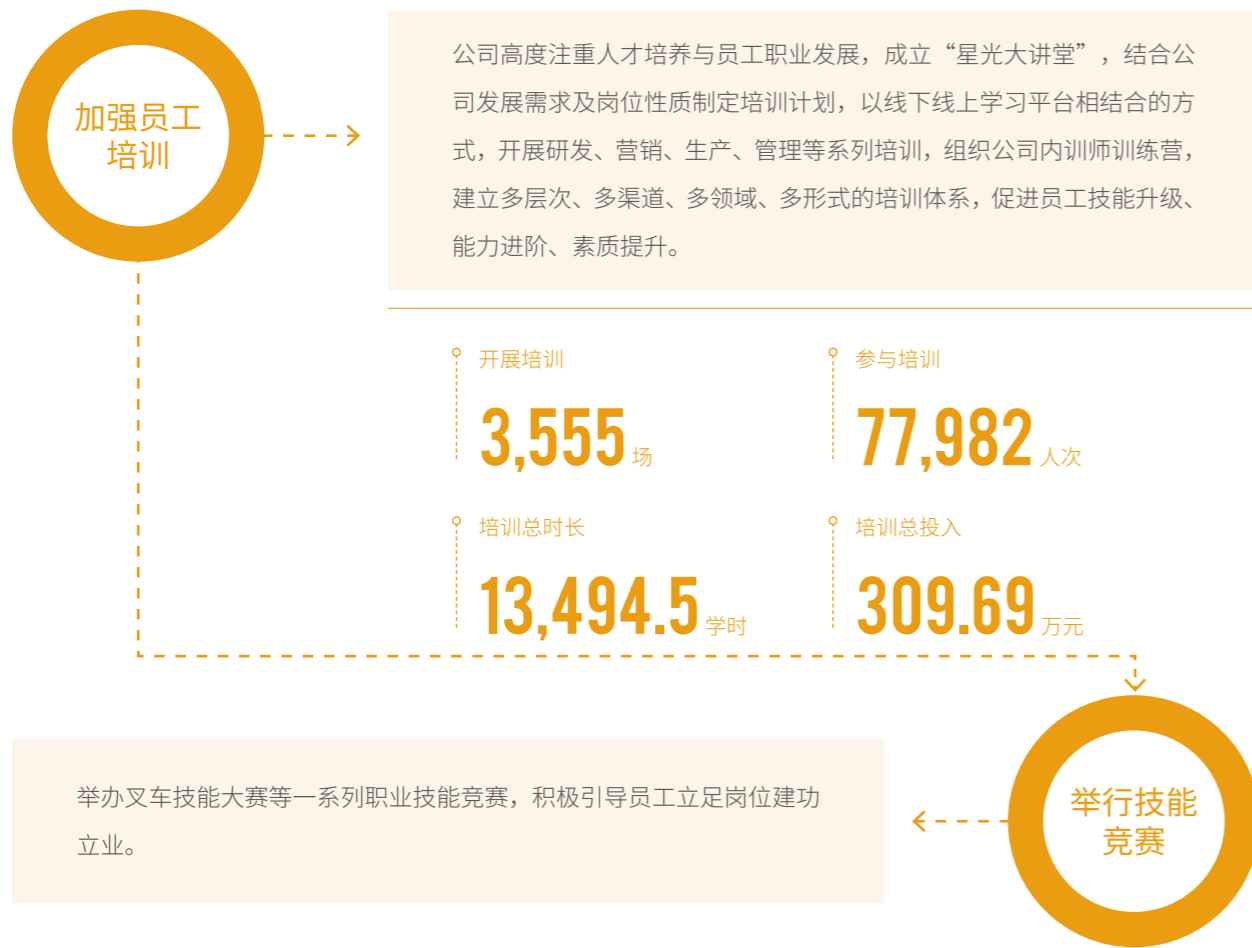 加强员工
培训
公司高度注重人才培养与员工职业发展，成立“星光大讲堂”，结合公
司发展需求及岗位性质制定培训计划，以线下线上学习平台相结合的方
式，开展研发、营销、生产、管理等系列培训，组织公司内训师训练营，
建立多层次、多渠道、多领域、多形式的培训体系，促进员工技能升级、
能力进阶、素质提升。
开展培训
3,555 场
参与培训
77,982 人次
培训总时长
13,494.5 学时
培训总投入
309.69 万元
举行技能
竞赛
举办叉车技能大赛等一系列职业技能竞赛，积极引导员工立足岗位建功
立业。